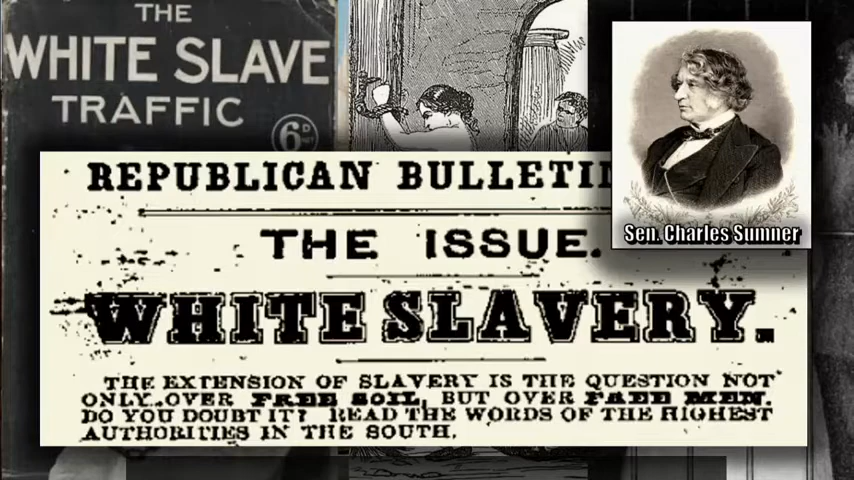 THE
WHITE SLAVE
TRAFFIC
6D
REPUBLICAN BULLETIN
THE ISSUE.
WHITE SLAVERY.
THE EXTENSION OF SLAVERY IS THE QUESTION NOT
ONLY OVER FREE SOIL, BUT OVER FREE MEN.
DO YOU DOUBT IT? READ THE WORDS OF THE HIGHEST
AUTHORITIES IN THE SOUTH.
Sen. Charles Sumner